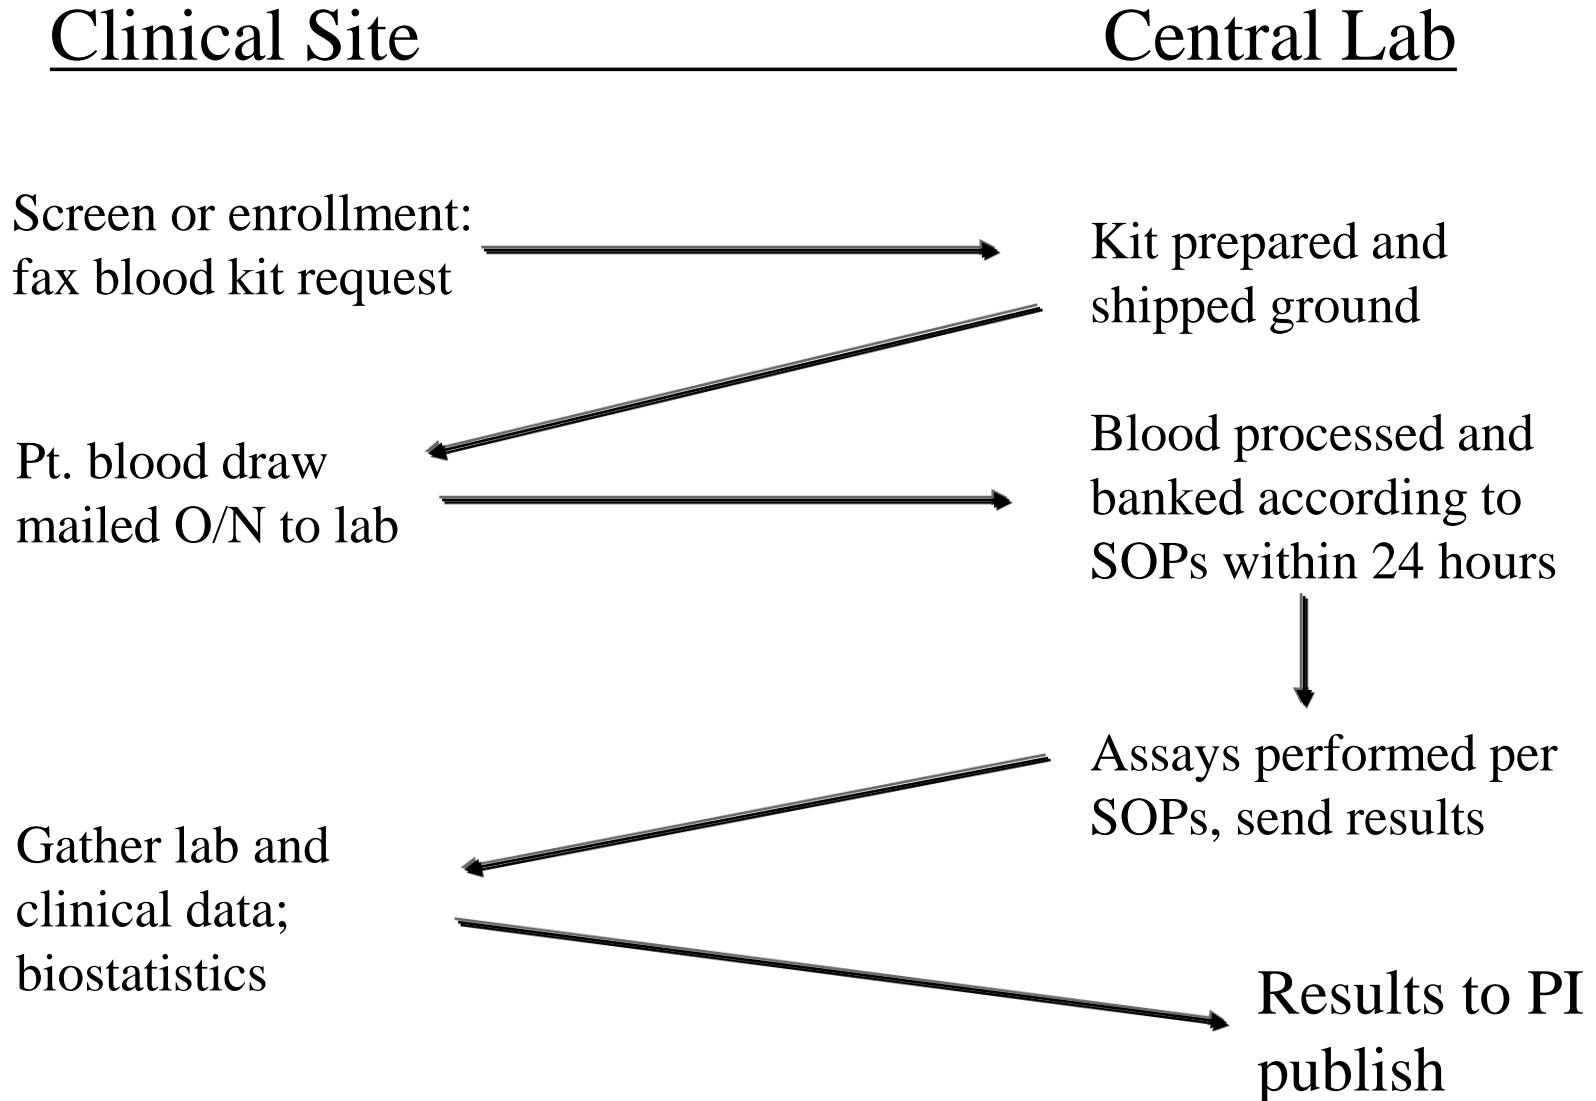 Clinical Site
Central Lab
Screen or enrollment:
fax blood kit request
Kit prepared and
shipped ground
Pt. blood draw
mailed O/N to lab
Blood processed and
banked according to
SOPs within 24 hours
Assays performed per
SOPs, send results
Gather lab and
clinical data;
biostatistics
Results to PI
publish